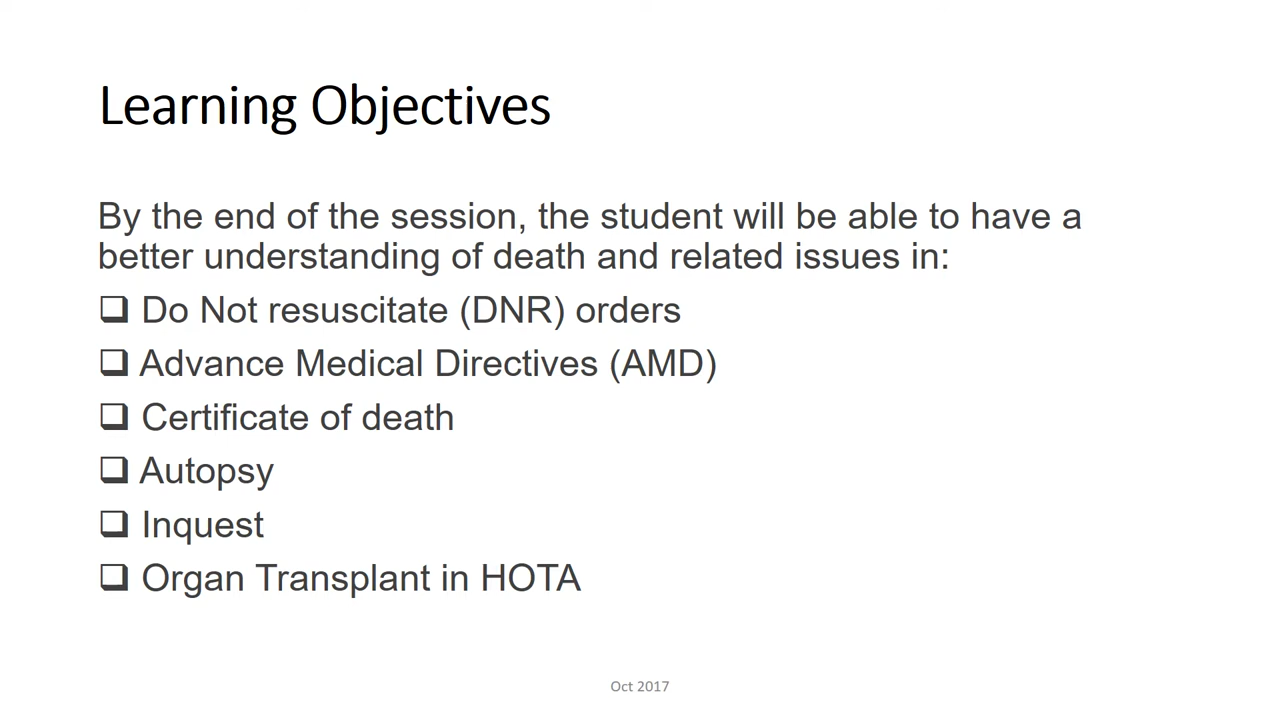 Learning Objectives
By the end of the session, the student will be able to have a
better understanding of death and related issues in:
❑ Do Not resuscitate (DNR) orders
❑ Advance Medical Directives (AMD)
❑ Certificate of death
❑ Autopsy
❑ Inquest
❑ Organ Transplant in HOTA
Oct 2017